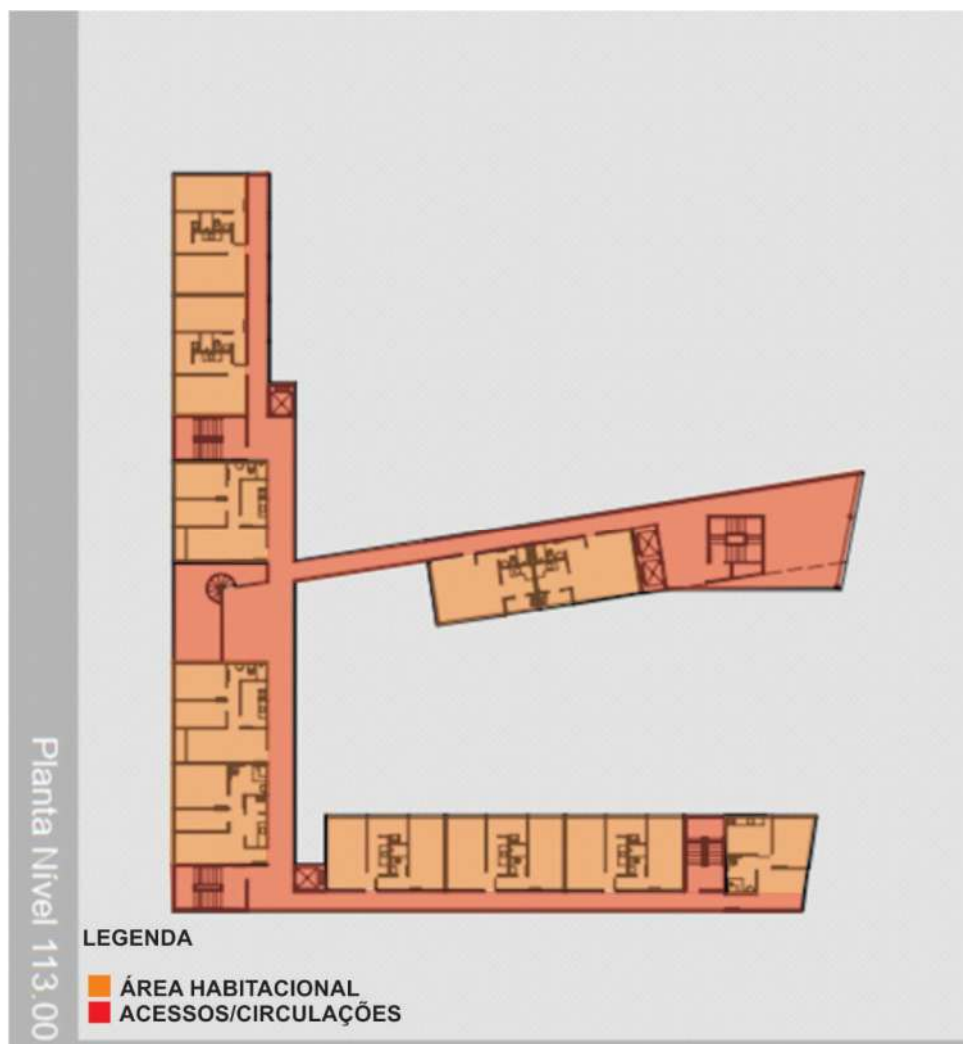 Planta Nível 113.00
LEGENDA
ÁREA HABITACIONAL
ACESSOS/CIRCULAÇÕES